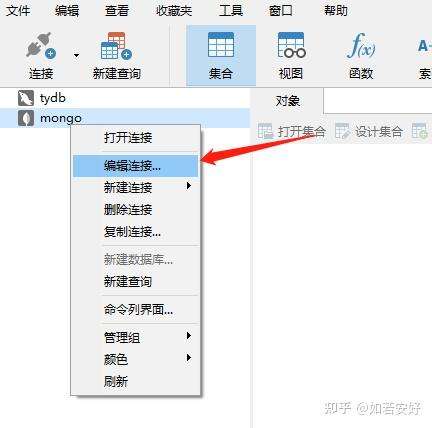 文件 编辑 查看 收藏夹 工具 窗口 帮助
连接 新建查询 集合 视图 函数 索
f(x) A-
tydb
mongo
对象
打开集合 设计集合
打开连接
编辑连接...
新建连接
删除连接
复制连接...
新建数据库...
新建查询
命令列界面...
管理组
颜色
刷新
知乎 @如若安好